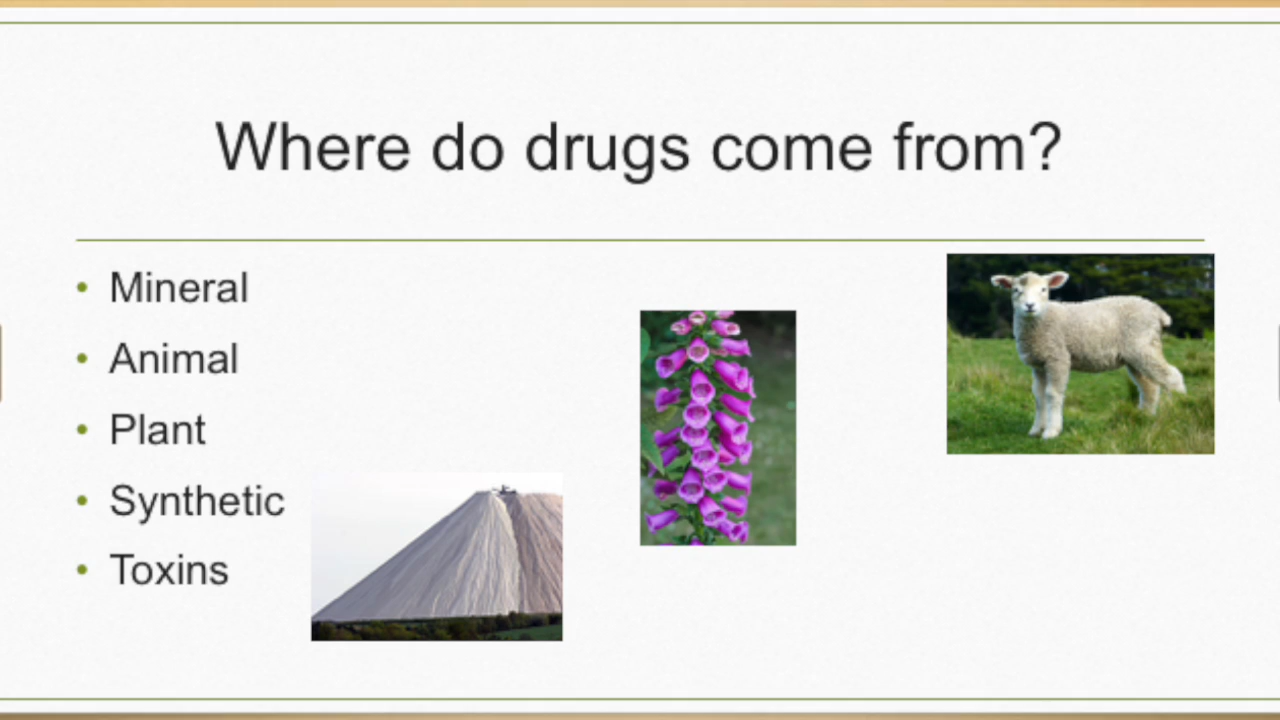 Where do drugs come from?
• Mineral
• Animal
• Plant
• Synthetic
• Toxins